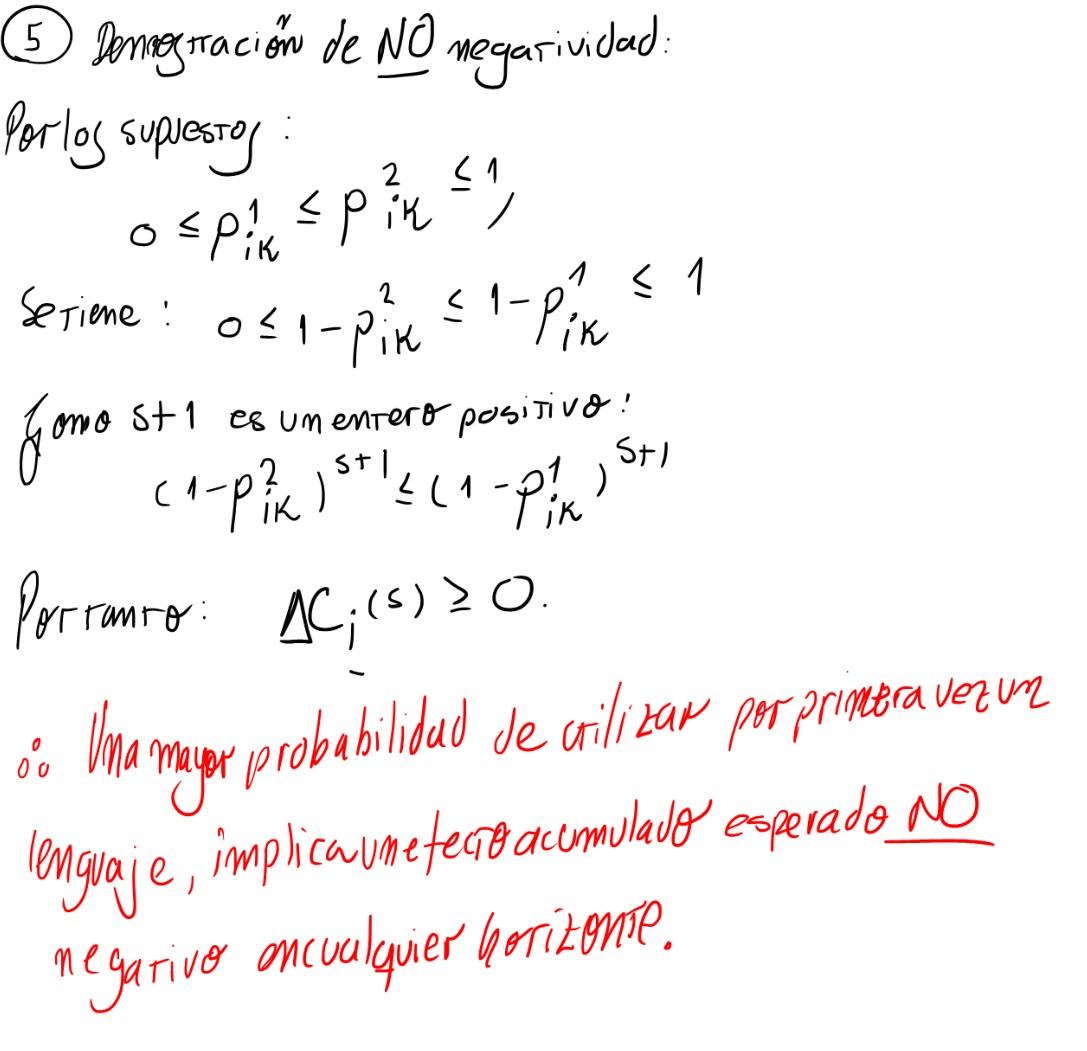 ⑤ Demostración de NO negatividad:
Por los supuestos:
0 ≤ p¹ᵢₖ ≤ p²ᵢₖ ≤ 1,
Se tiene: 0 ≤ 1 - p²ᵢₖ ≤ 1 - p¹ᵢₖ ≤ 1
Como S+1 es un entero positivo:
(1 - p²ᵢₖ)^(S+1) ≤ (1 - p¹ᵢₖ)^(S+1)
Por tanto: ΔCᵢ(s) ≥ 0.
∴ Una mayor probabilidad de utilizar por primera vez un
lenguaje, implica un efecto acumulado esperado NO
negativo en cualquier horizonte.